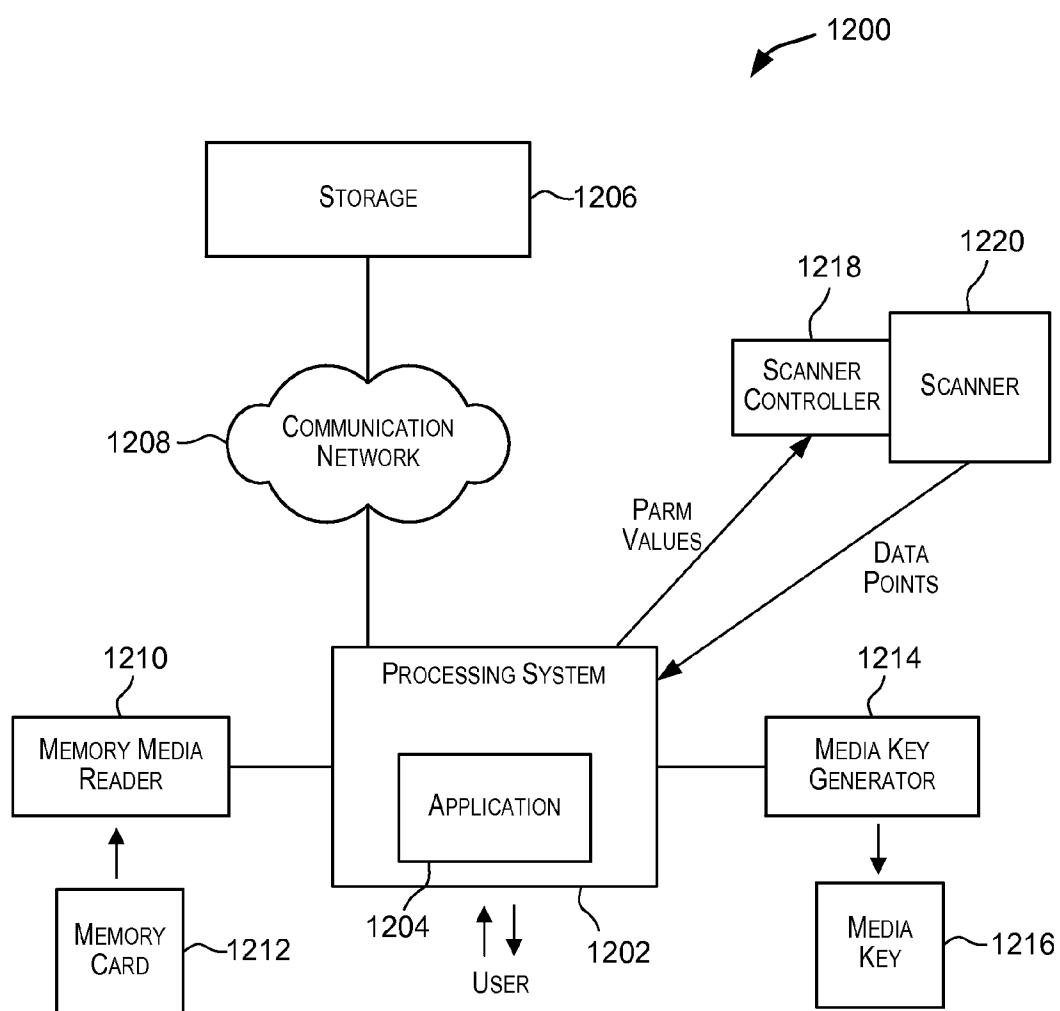 1200
STORAGE
1206
1220
1218
SCANNER
CONTROLLER
SCANNER
COMMUNICATION
NETWORK
1208
PARM
VALUES
DATA
POINTS
1210
PROCESSING SYSTEM
1214
MEMORY MEDIA
READER
MEDIA KEY
GENERATOR
APPLICATION
1204
1202
MEMORY
CARD
1212
USER
MEDIA
KEY
1216